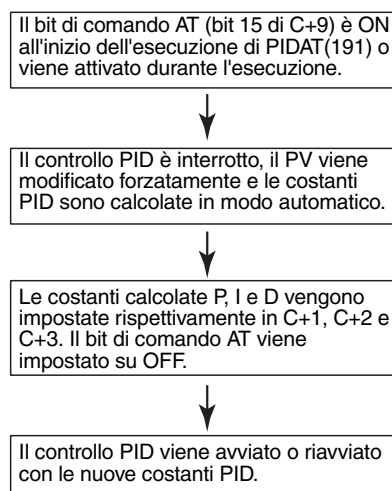 Il bit di comando AT (bit 15 di C+9) è ON
all'inizio dell'esecuzione di PIDAT(191) o
viene attivato durante l'esecuzione.
Il controllo PID è interrotto, il PV viene
modificato forzatamente e le costanti
PID sono calcolate in modo automatico.
Le costanti calcolate P, I e D vengono
impostate rispettivamente in C+1, C+2 e
C+3. Il bit di comando AT viene
impostato su OFF.
Il controllo PID viene avviato o riavviato
con le nuove costanti PID.